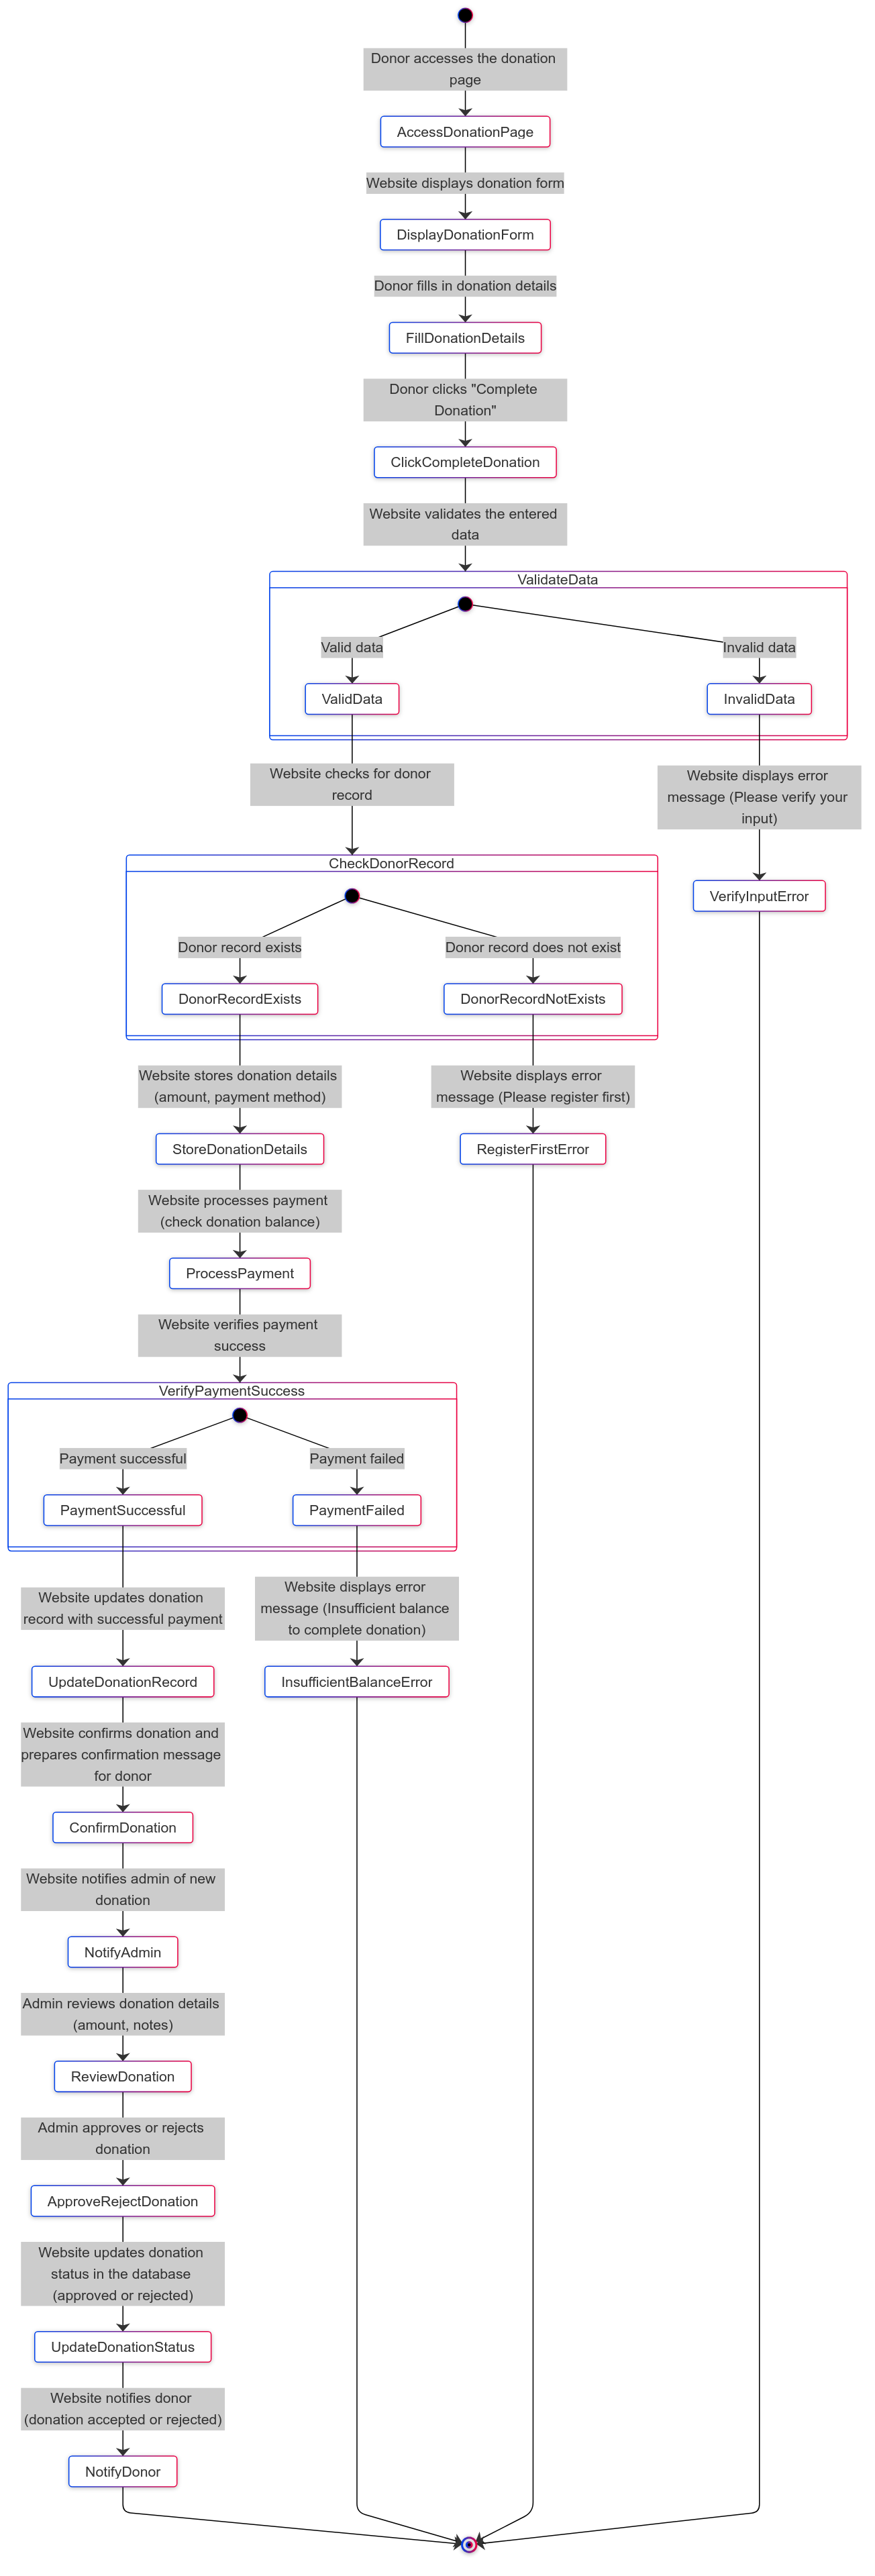 Donor accesses the donation
page
AccessDonationPage
Website displays donation form
DisplayDonationForm
Donor fills in donation details
FillDonationDetails
Donor clicks "Complete
Donation"
ClickCompleteDonation
Website validates the entered
data
ValidateData
Valid data
Invalid data
ValidData
InvalidData
Website checks for donor
record
Website displays error
message (Please verify your
input)
CheckDonorRecord
VerifyInputError
Donor record exists
Donor record does not exist
DonorRecordExists
DonorRecordNotExists
Website stores donation details
(amount, payment method)
Website displays error
message (Please register first)
StoreDonationDetails
RegisterFirstError
Website processes payment
(check donation balance)
ProcessPayment
Website verifies payment
success
VerifyPaymentSuccess
Payment successful
Payment failed
PaymentSuccessful
PaymentFailed
Website updates donation
record with successful payment
Website displays error
message (Insufficient balance
to complete donation)
UpdateDonationRecord
InsufficientBalanceError
Website confirms donation and
prepares confirmation message
for donor
ConfirmDonation
Website notifies admin of new
donation
NotifyAdmin
Admin reviews donation details
(amount, notes)
ReviewDonation
Admin approves or rejects
donation
ApproveRejectDonation
Website updates donation
status in the database
(approved or rejected)
UpdateDonationStatus
Website notifies donor
(donation accepted or rejected)
NotifyDonor